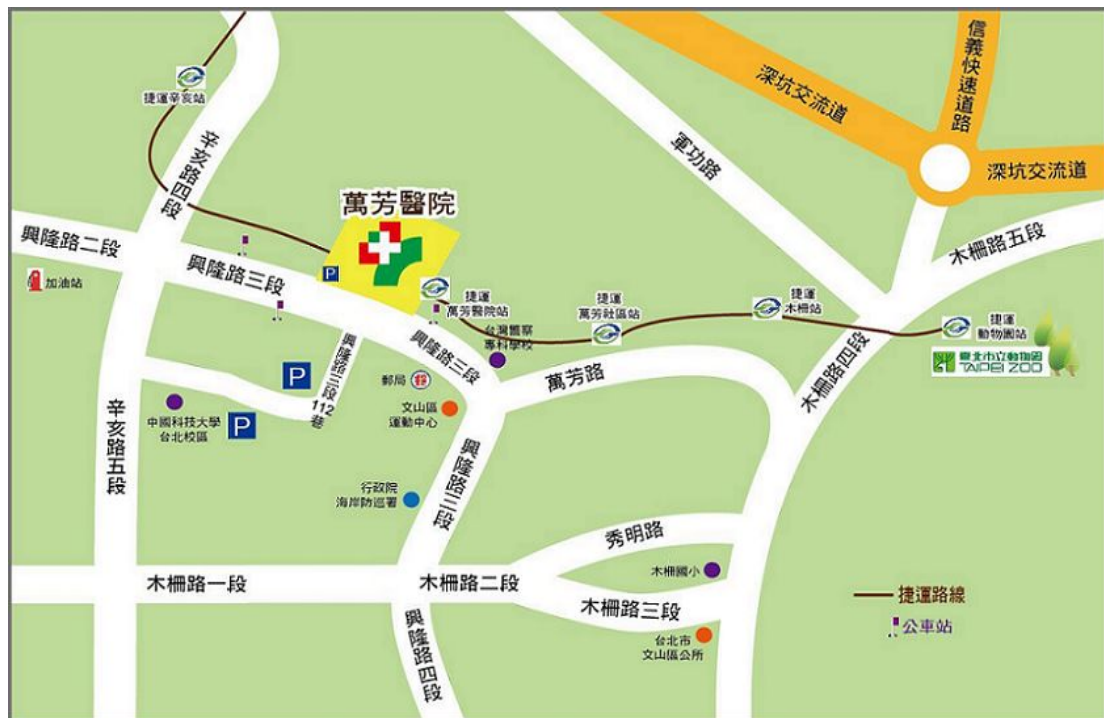 信義快速道路
深坑交流道
捷運辛亥站
軍功路
辛亥路四段
深坑交流道
萬芳醫院
興隆路二段
木柵路五段
P
加油站
興隆路三段
捷運
萬芳醫院站
捷運
萬芳社區站
捷運
木柵站
捷運
動物園站
台灣警察
專科學校
臺北市立動物園
TAIPEI ZOO
興隆路三段
興隆路三段
112
巷
P
郵局
萬芳路
木柵路四段
中國科技大學
台北校區
P
文山區
運動中心
辛亥路五段
興隆路三段
行政院
海岸防巡署
秀明路
木柵路一段
木柵路二段
木柵國小
木柵路三段
捷運路線
公車站
台北市
文山區公所
興隆路四段